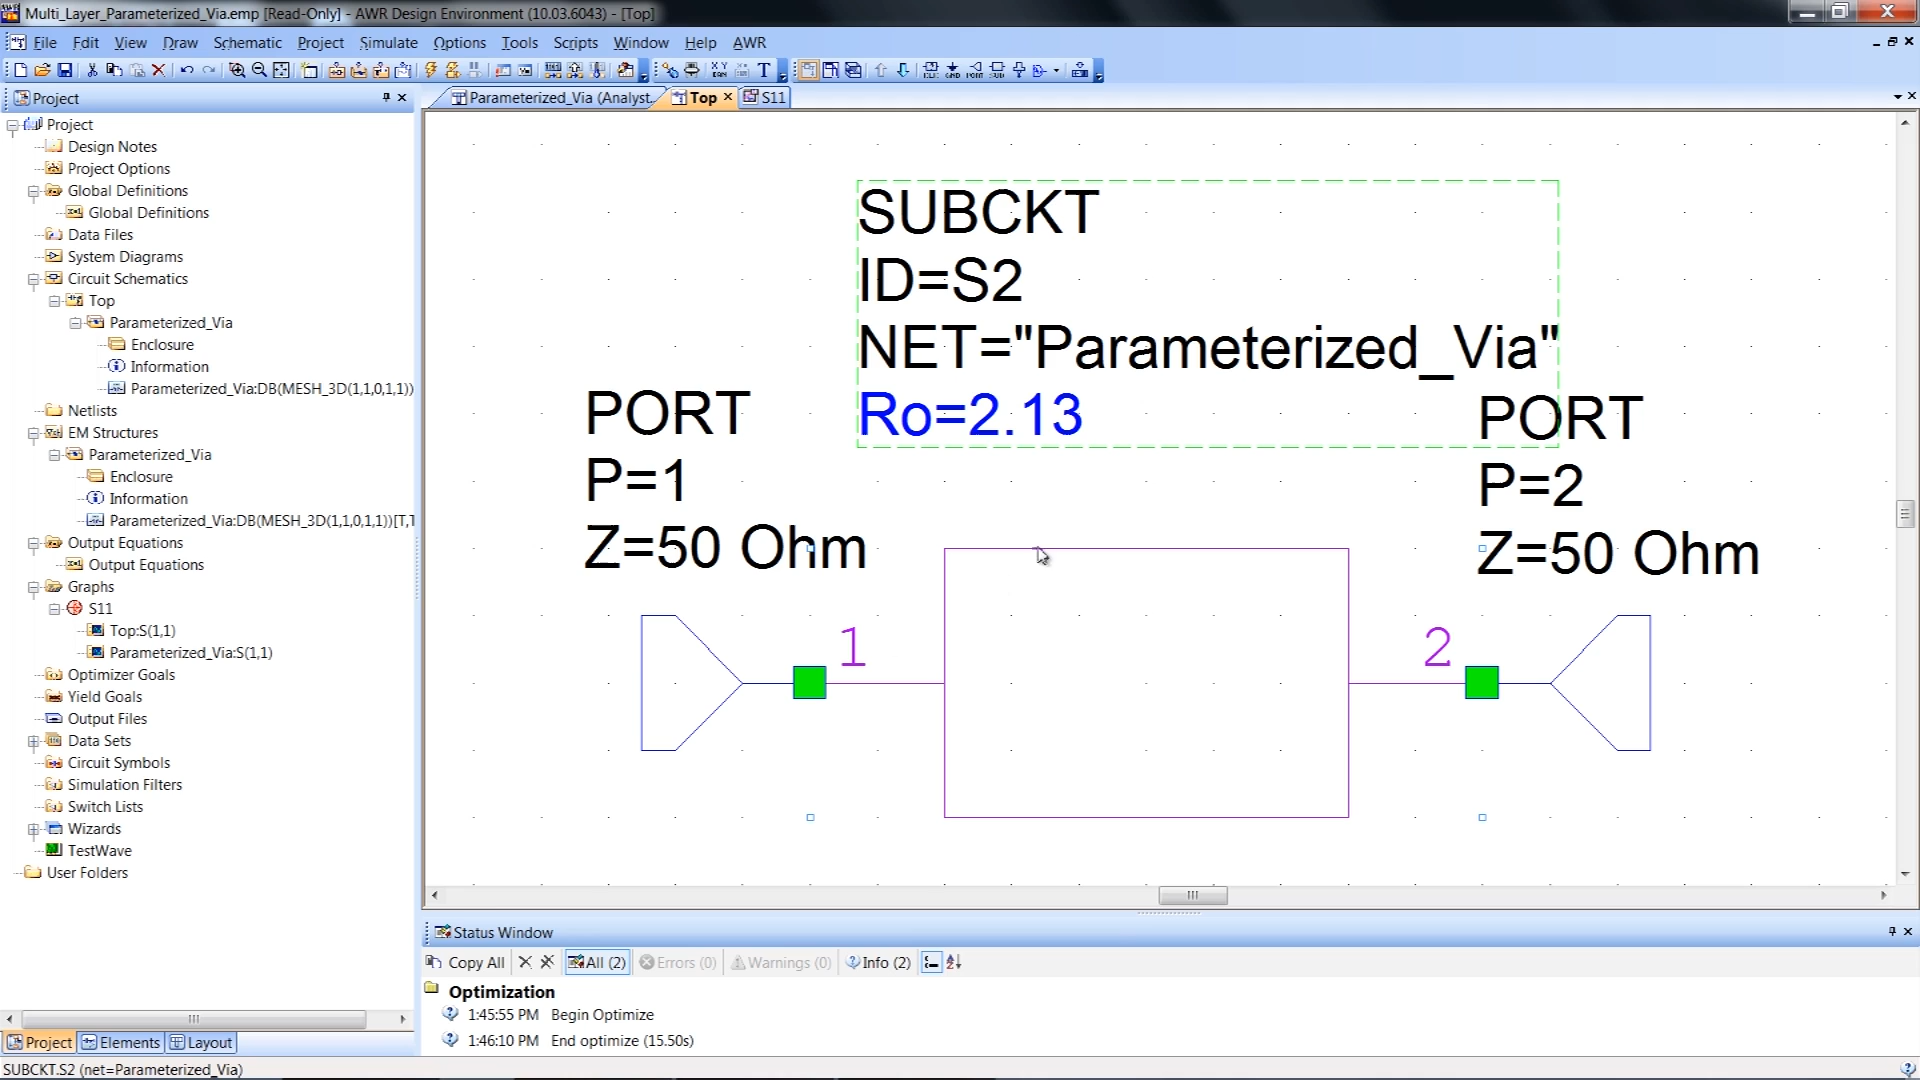 Multi_Layer_Parameterized_Via.emp [Read-Only] - AWR Design Environment (10.03.6043) - [Top]
File Edit View Draw Schematic Project Simulate Options Tools Scripts Window Help AWR
Project
Parameterized_Via (Analyst... Top S11
Project
Design Notes
Project Options
Global Definitions
Global Definitions
Data Files
System Diagrams
Circuit Schematics
Top
Parameterized_Via
Enclosure
Information
Parameterized_Via:DB(MESH_3D(1,1,0,1,1))
Netlists
EM Structures
Parameterized_Via
Enclosure
Information
Parameterized_Via:DB(MESH_3D(1,1,0,1,1))[T,T
Output Equations
Output Equations
Graphs
S11
Top:S(1,1)
Parameterized_Via:S(1,1)
Optimizer Goals
Yield Goals
Output Files
Data Sets
Circuit Symbols
Simulation Filters
Switch Lists
Wizards
TestWave
User Folders
Project Elements Layout
SUBCKT
ID=S2
NET="Parameterized_Via"
Ro=2.13
PORT
P=1
Z=50 Ohm
PORT
P=2
Z=50 Ohm
1
2
Status Window
Copy All All (2) Errors (0) Warnings (0) Info (2)
Optimization
1:45:55 PM Begin Optimize
1:46:10 PM End optimize (15.50s)
SUBCKT.S2 (net=Parameterized_Via)